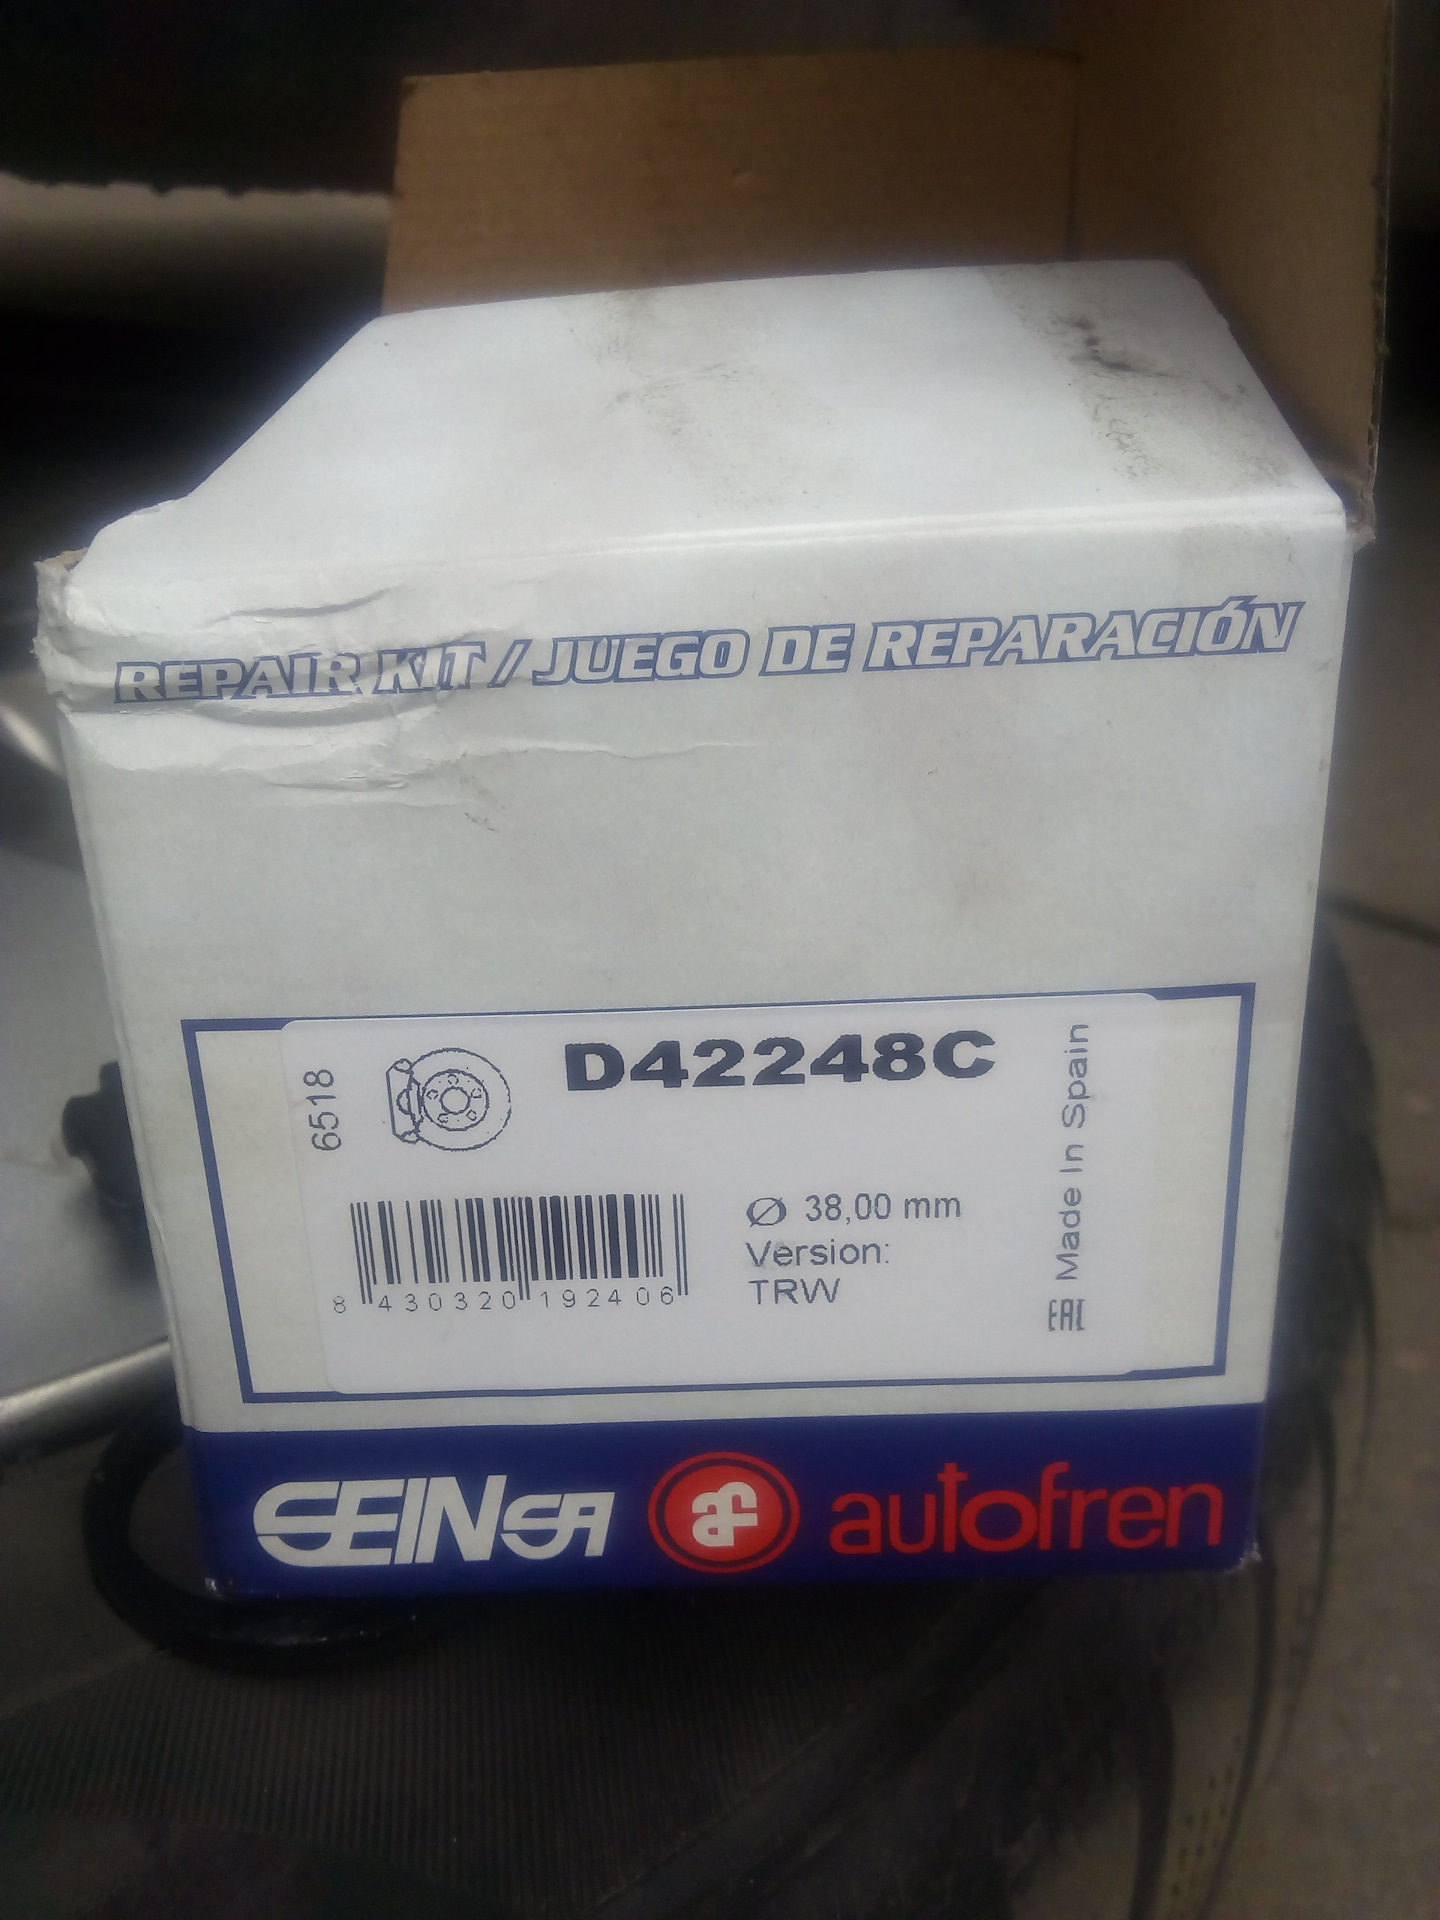 REPAIR KIT / JUEGO DE REPARACIÓN
D42248C
6518
Ø 38,00 mm
Version:
TRW
8 430320 192406
Made In Spain
EAC
SEINsa af autofren